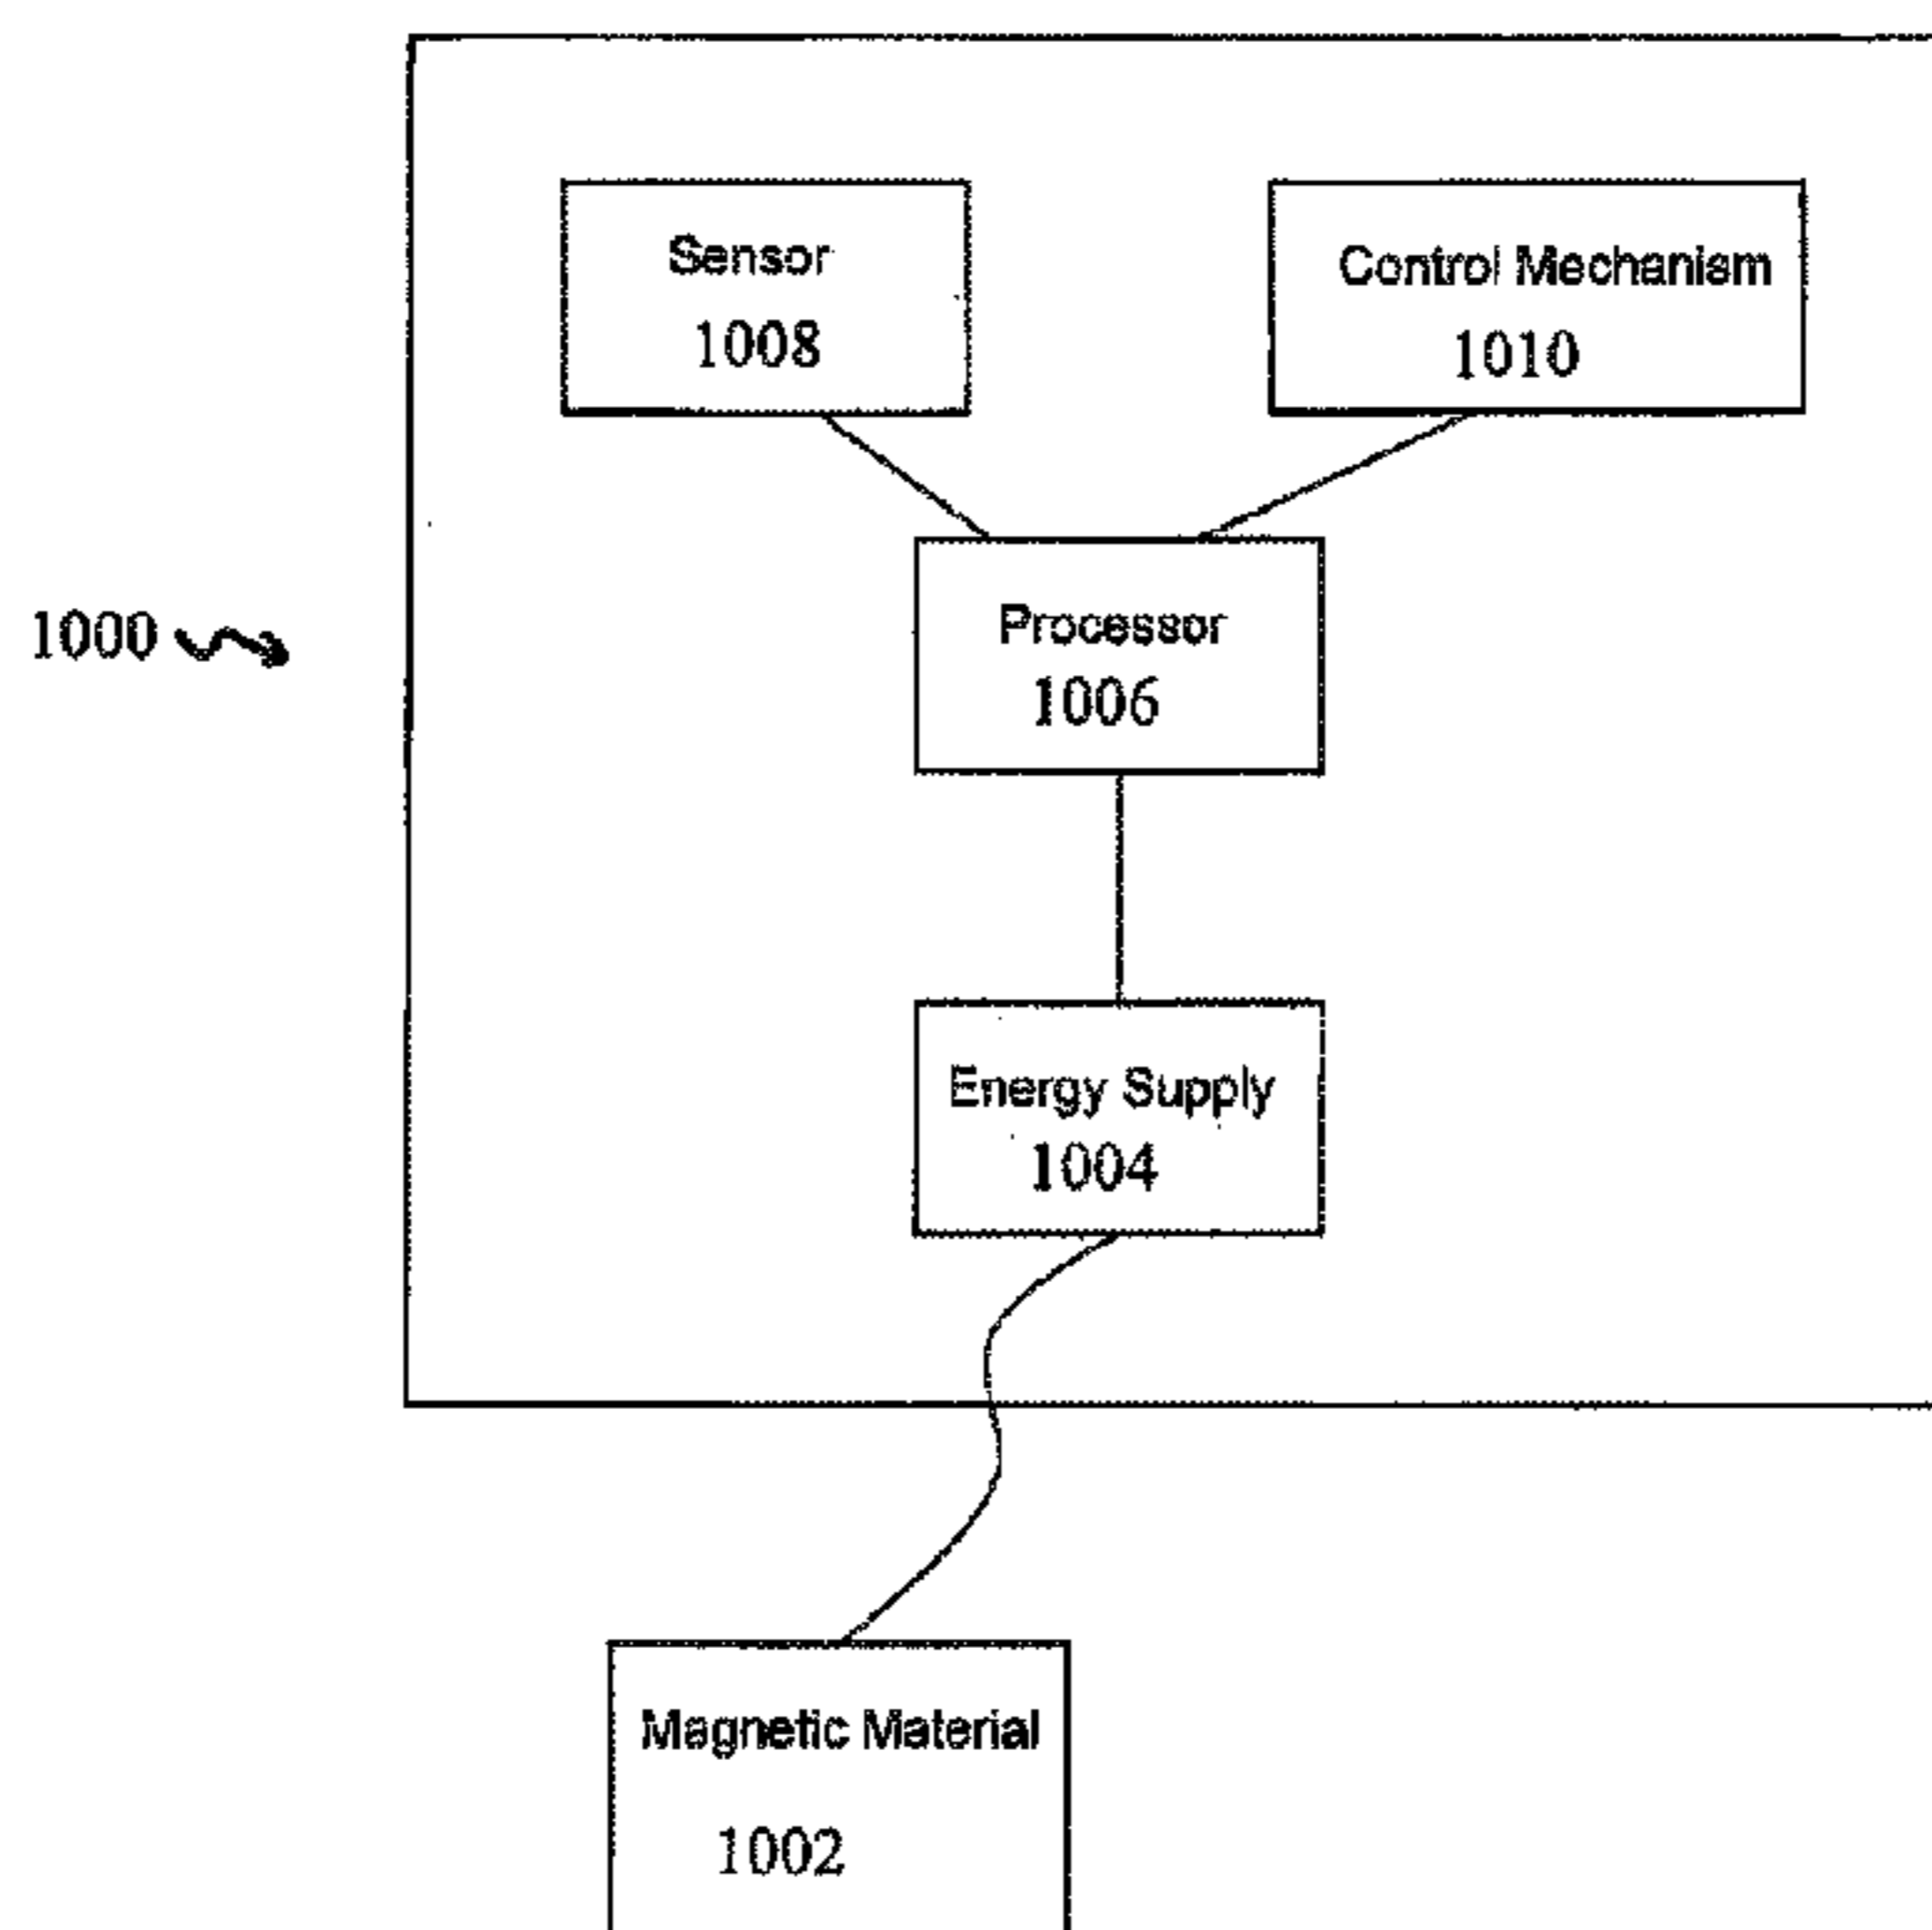 Sensor
1008
Control Mechanism
1010
1000
Processor
1006
Energy Supply
1004
Magnetic Material
1002